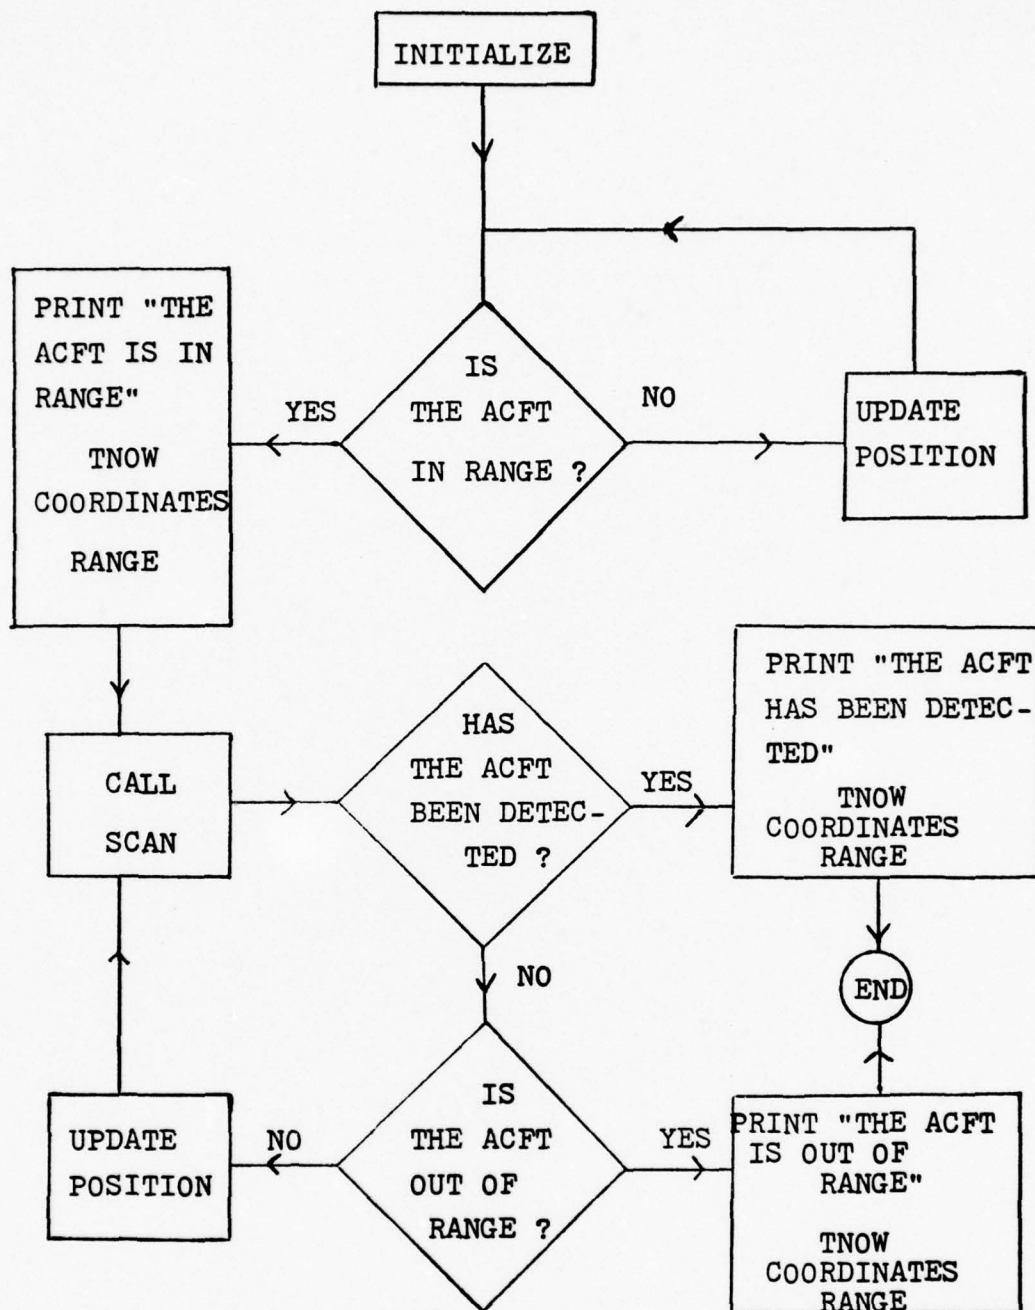 INITIALIZE
PRINT "THE
ACFT IS IN
RANGE"
TNOW
COORDINATES
RANGE
YES
IS
THE ACFT
IN RANGE ?
NO
UPDATE
POSITION
CALL
SCAN
HAS
THE ACFT
BEEN DETEC-
TED ?
YES
PRINT "THE ACFT
HAS BEEN DETEC-
TED"
TNOW
COORDINATES
RANGE
NO
END
UPDATE
POSITION
NO
IS
THE ACFT
OUT OF
RANGE ?
YES
PRINT "THE ACFT
IS OUT OF
RANGE"
TNOW
COORDINATES
RANGE